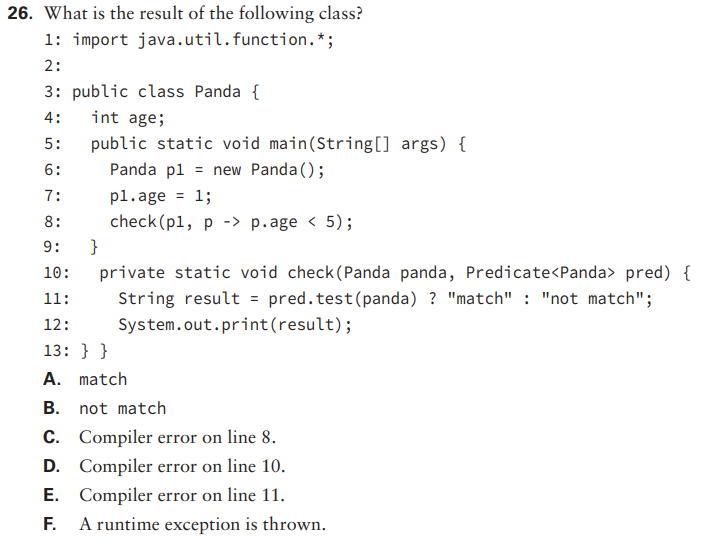 26. What is the result of the following class?
1: import java.util.function.*;
2:
3: public class Panda {
4:   int age;
5:   public static void main(String[] args) {
6:     Panda p1 = new Panda();
7:     p1.age = 1;
8:     check(p1, p -> p.age < 5);
9:   }
10:   private static void check(Panda panda, Predicate<Panda> pred) {
11:     String result = pred.test(panda) ? "match" : "not match";
12:     System.out.print(result);
13: } }
A. match
B. not match
C. Compiler error on line 8.
D. Compiler error on line 10.
E. Compiler error on line 11.
F. A runtime exception is thrown.